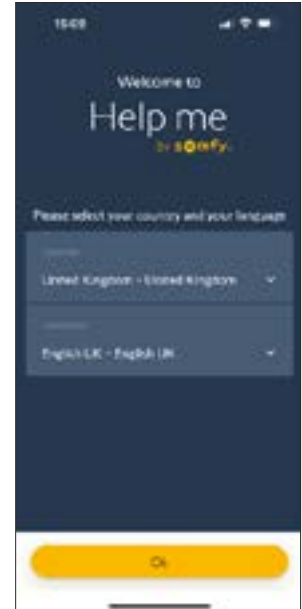 15:09
Welcome to
Help me
by somfy.
Please select your country and your language
United Kingdom - United Kingdom
English UK - English UK
Ok